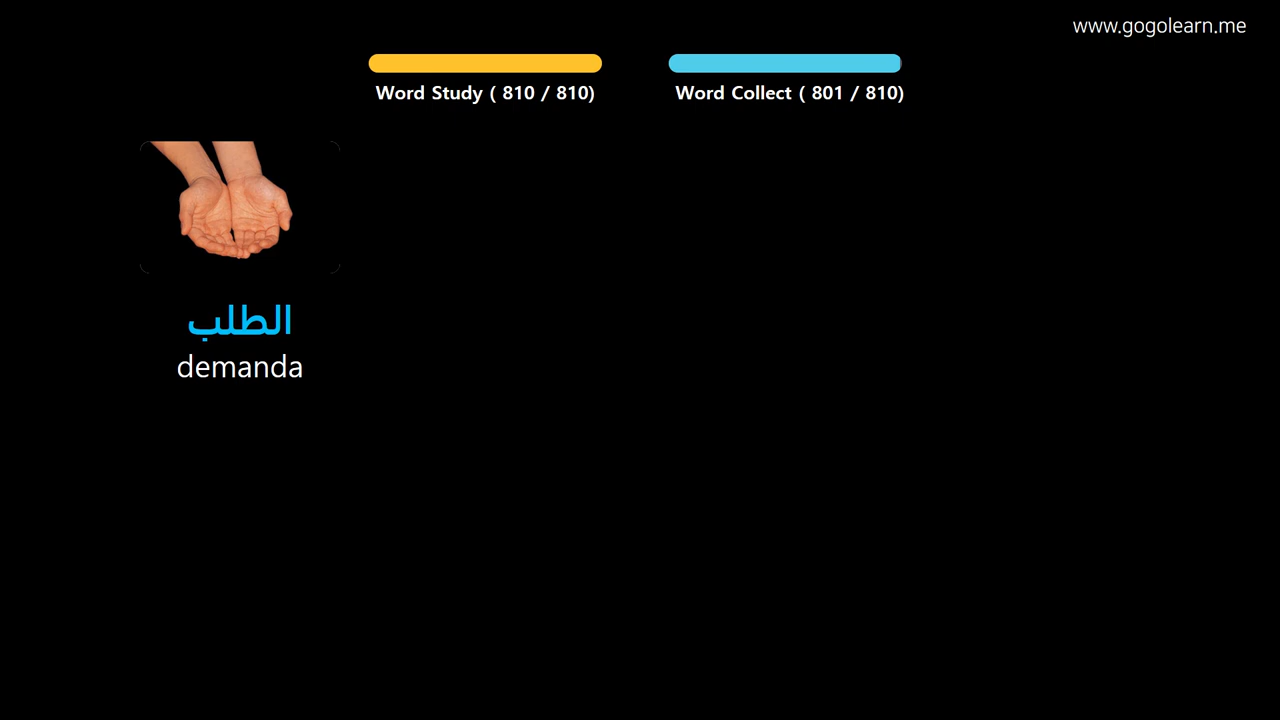 www.gogolearn.me
Word Study ( 810 / 810)
Word Collect ( 801 / 810)
الطلب
demanda